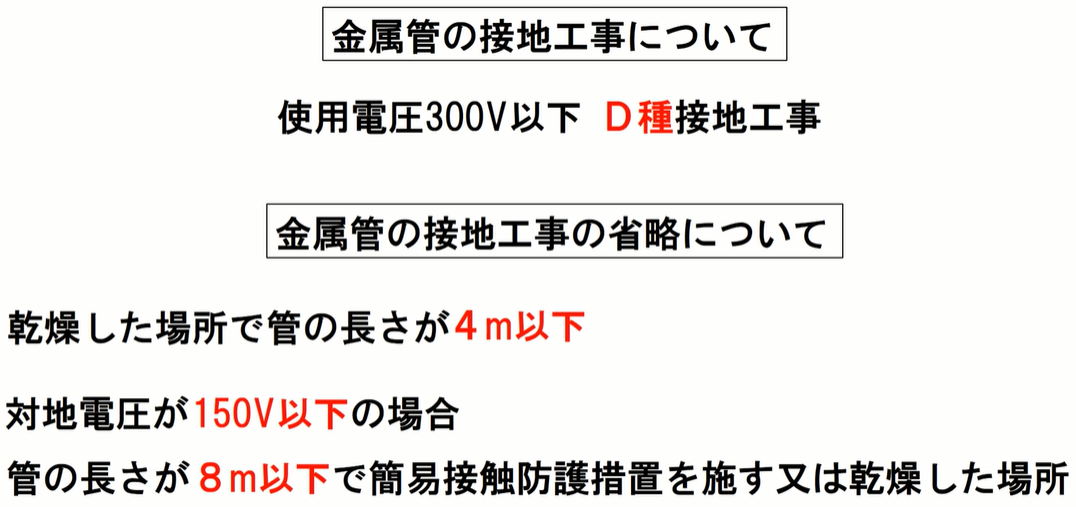 金属管の接地工事について
使用電圧300V以下 D種接地工事
金属管の接地工事の省略について
乾燥した場所で管の長さが4m以下
対地電圧が150V以下の場合
管の長さが8m以下で簡易接触防護措置を施す又は乾燥した場所